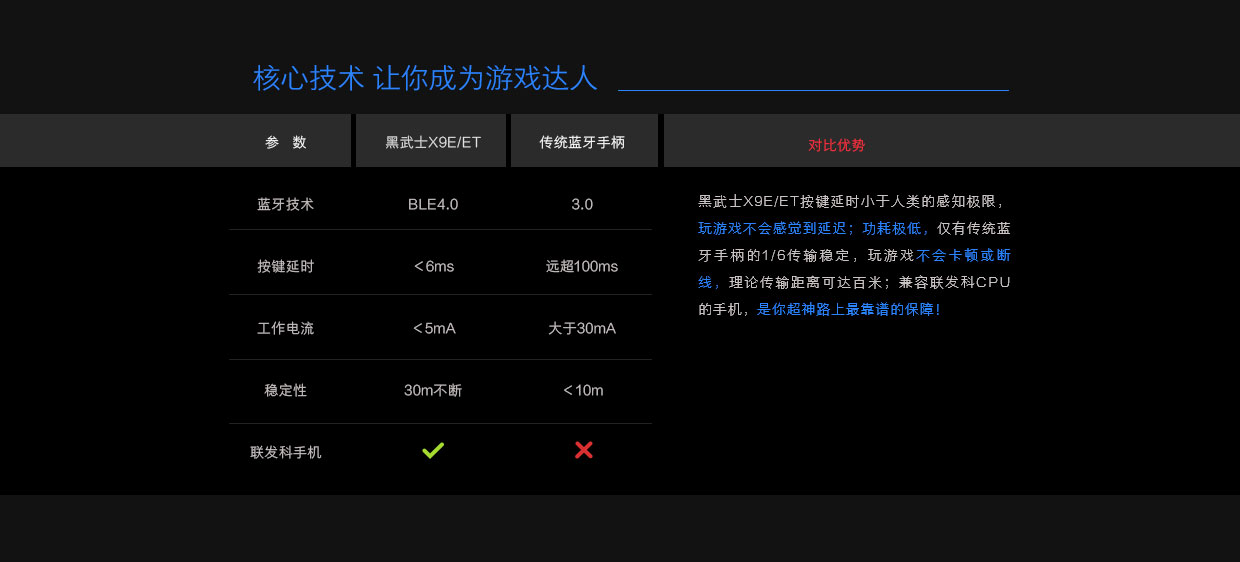 核心技术 让你成为游戏达人
参 数 黑武士X9E/ET 传统蓝牙手柄 对比优势
蓝牙技术 BLE4.0 3.0
按键延时 <6ms 远超100ms
工作电流 <5mA 大于30mA
稳定性 30m不断 <10m
联发科手机
黑武士X9E/ET按键延时小于人类的感知极限，
玩游戏不会感觉到延迟；功耗极低，仅有传统蓝
牙手柄的1/6传输稳定，玩游戏不会卡顿或断
线，理论传输距离可达百米；兼容联发科CPU
的手机，是你超神路上最靠谱的保障！